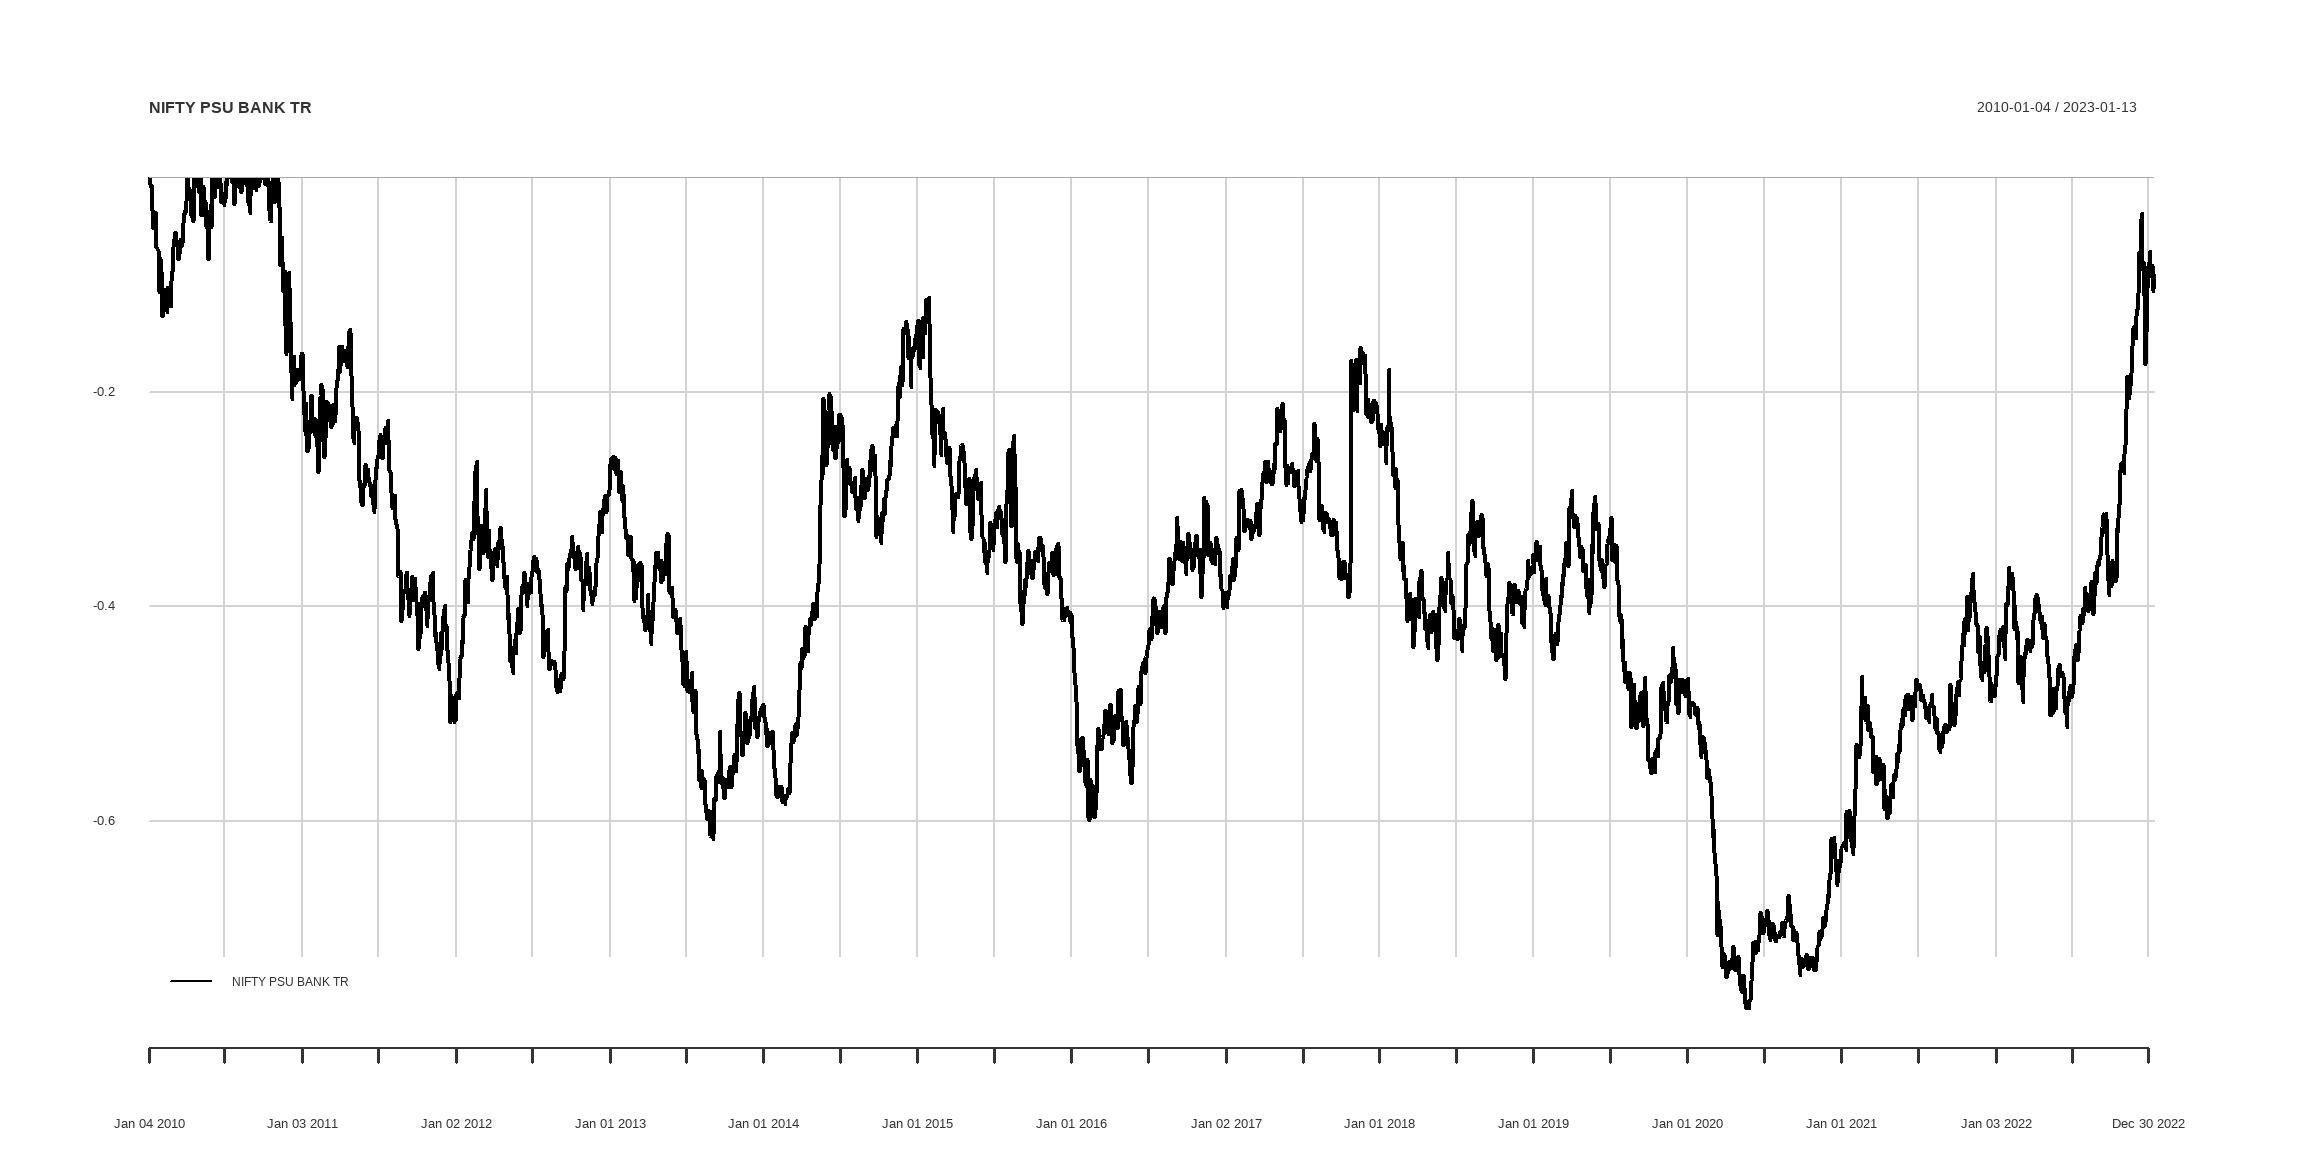 NIFTY PSU BANK TR
2010-01-04 / 2023-01-13
-0.2
-0.4
-0.6
NIFTY PSU BANK TR
Jan 04 2010 Jan 03 2011 Jan 02 2012 Jan 01 2013 Jan 01 2014 Jan 01 2015 Jan 01 2016 Jan 02 2017 Jan 01 2018 Jan 01 2019 Jan 01 2020 Jan 01 2021 Jan 03 2022 Dec 30 2022